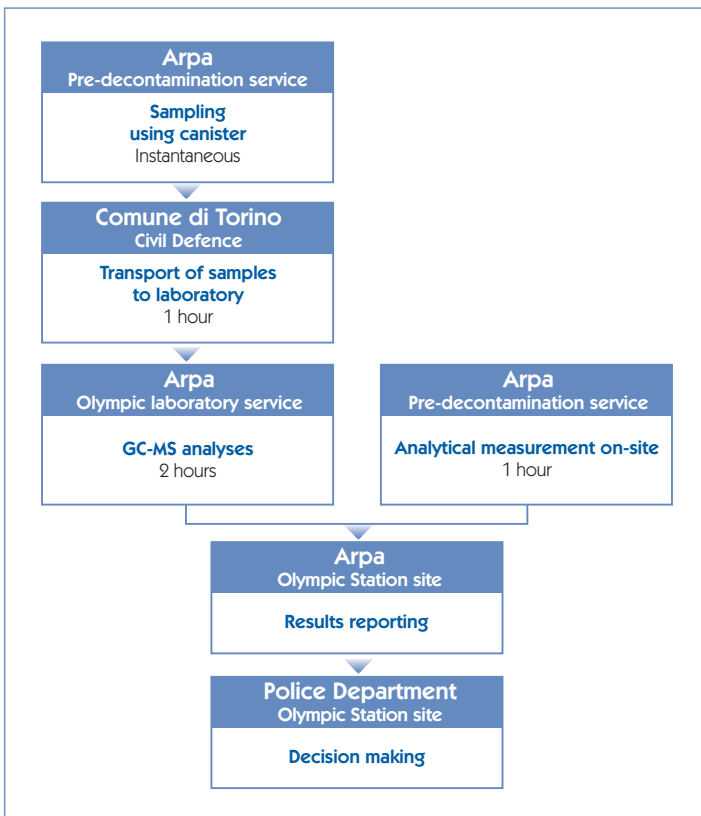 Arpa
Pre-decontamination service
Sampling
using canister
Instantaneous
Comune di Torino
Civil Defence
Transport of samples
to laboratory
1 hour
Arpa
Olympic laboratory service
GC-MS analyses
2 hours
Arpa
Pre-decontamination service
Analytical measurement on-site
1 hour
Arpa
Olympic Station site
Results reporting
Police Department
Olympic Station site
Decision making